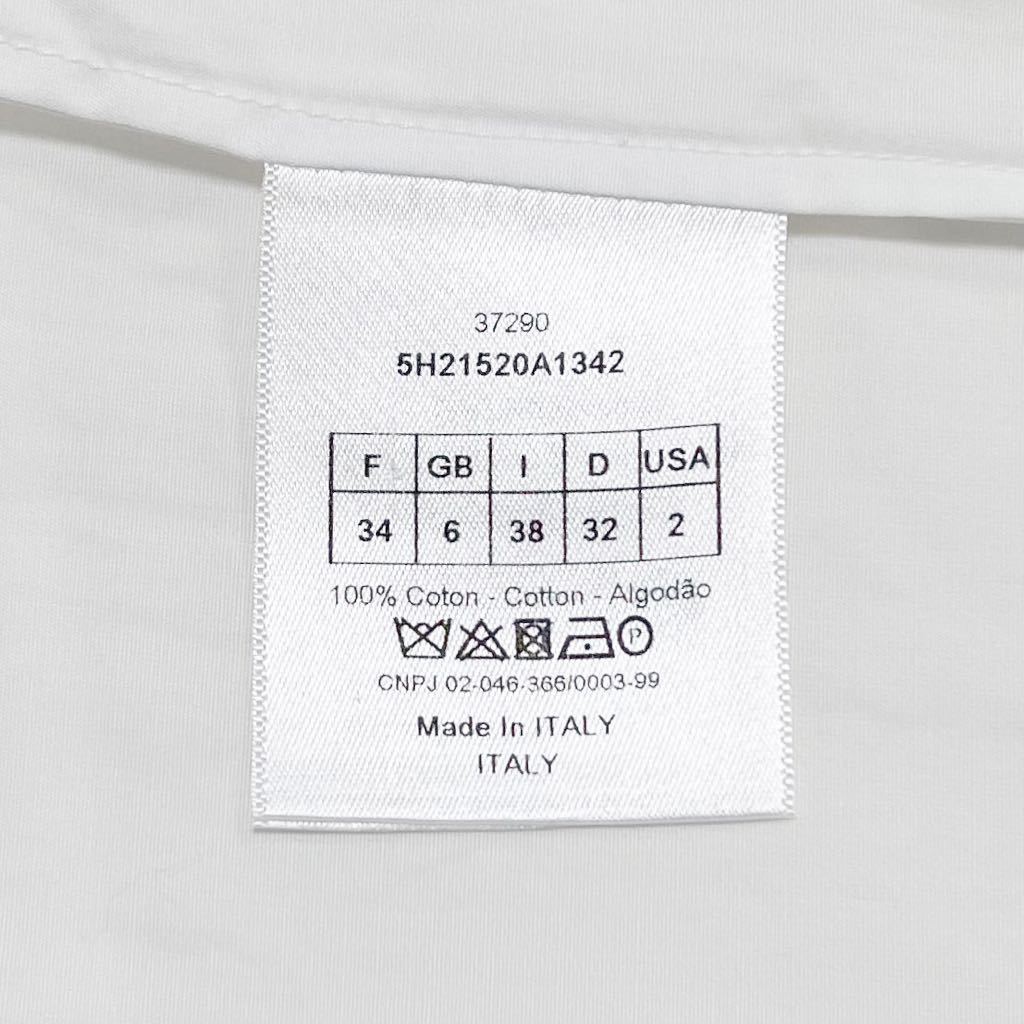 37290
5H21520A1342
F GB I D USA
34 6 38 32 2
100% Coton - Cotton - Algodão
P
CNPJ 02-046-366/0003-99
Made In ITALY
ITALY